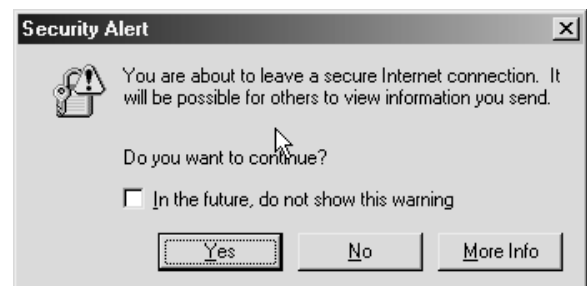 Security Alert
You are about to leave a secure Internet connection. It
will be possible for others to view information you send.
Do you want to continue?
In the future, do not show this warning
Yes No More Info